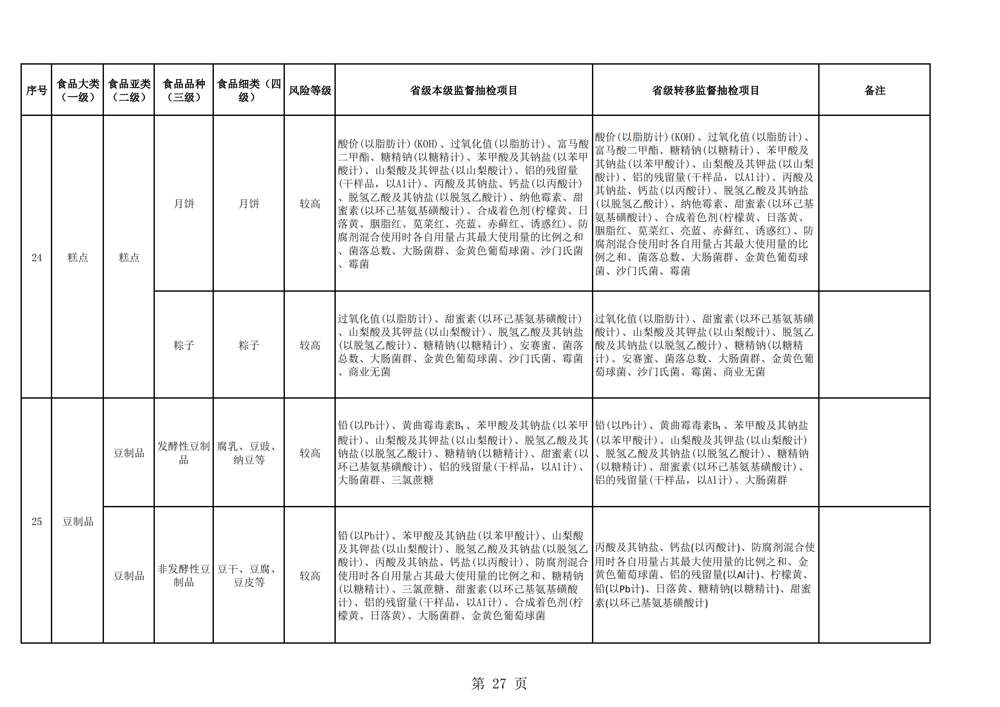 序号
食品大类
（一级）
食品亚类
（二级）
食品品种
（三级）
食品细类（四
级）
风险等级
省级本级监督抽检项目
省级转移监督抽检项目
备注
24
糕点
糕点
月饼
月饼
较高
酸价(以脂肪计)(KOH)、过氧化值(以脂肪计)、富马酸
二甲酯、糖精钠(以糖精计)、苯甲酸及其钠盐(以苯甲
酸计)、山梨酸及其钾盐(以山梨酸计)、铝的残留量
(干样品，以Al计)、丙酸及其钠盐、钙盐(以丙酸计)
、脱氢乙酸及其钠盐(以脱氢乙酸计)、纳他霉素、甜
蜜素(以环己基氨基磺酸计)、合成着色剂(柠檬黄、日
落黄、胭脂红、苋菜红、亮蓝、赤藓红、诱惑红)、防
腐剂混合使用时各自用量占其最大使用量的比例之和
、菌落总数、大肠菌群、金黄色葡萄球菌、沙门氏菌
、霉菌
酸价(以脂肪计)(KOH)、过氧化值(以脂肪计)、
富马酸二甲酯、糖精钠(以糖精计)、苯甲酸及
其钠盐(以苯甲酸计)、山梨酸及其钾盐(以山梨
酸计)、铝的残留量(干样品，以Al计)、丙酸及
其钠盐、钙盐(以丙酸计)、脱氢乙酸及其钠盐
(以脱氢乙酸计)、纳他霉素、甜蜜素(以环己基
氨基磺酸计)、合成着色剂(柠檬黄、日落黄、
胭脂红、苋菜红、亮蓝、赤藓红、诱惑红)、防
腐剂混合使用时各自用量占其最大使用量的比
例之和、菌落总数、大肠菌群、金黄色葡萄球
菌、沙门氏菌、霉菌
粽子
粽子
较高
过氧化值(以脂肪计)、甜蜜素(以环己基氨基磺酸计)
、山梨酸及其钾盐(以山梨酸计)、脱氢乙酸及其钠盐
(以脱氢乙酸计)、糖精钠(以糖精计)、安赛蜜、菌落
总数、大肠菌群、金黄色葡萄球菌、沙门氏菌、霉菌
、商业无菌
过氧化值(以脂肪计)、甜蜜素(以环己基氨基磺
酸计)、山梨酸及其钾盐(以山梨酸计)、脱氢乙
酸及其钠盐(以脱氢乙酸计)、糖精钠(以糖精
计)、安赛蜜、菌落总数、大肠菌群、金黄色葡
萄球菌、沙门氏菌、霉菌、商业无菌
25
豆制品
豆制品
发酵性豆制
品
腐乳、豆豉、
纳豆等
较高
铅(以Pb计)、黄曲霉毒素B₁、苯甲酸及其钠盐(以苯甲
酸计)、山梨酸及其钾盐(以山梨酸计)、脱氢乙酸及其
钠盐(以脱氢乙酸计)、糖精钠(以糖精计)、甜蜜素(以
环己基氨基磺酸计)、铝的残留量(干样品，以Al计)、
大肠菌群、三氯蔗糖
铅(以Pb计)、黄曲霉毒素B₁、苯甲酸及其钠盐
(以苯甲酸计)、山梨酸及其钾盐(以山梨酸计)
、脱氢乙酸及其钠盐(以脱氢乙酸计)、糖精钠
(以糖精计)、甜蜜素(以环己基氨基磺酸计)、
铝的残留量(干样品，以Al计)、大肠菌群
豆制品
非发酵性豆
制品
豆干、豆腐、
豆皮等
较高
铅(以Pb计)、苯甲酸及其钠盐(以苯甲酸计)、山梨酸
及其钾盐(以山梨酸计)、脱氢乙酸及其钠盐(以脱氢乙
酸计)、丙酸及其钠盐、钙盐(以丙酸计)、防腐剂混合
使用时各自用量占其最大使用量的比例之和、糖精钠
(以糖精计)、三氯蔗糖、甜蜜素(以环己基氨基磺酸
计)、铝的残留量(干样品，以Al计)、合成着色剂(柠
檬黄、日落黄)、大肠菌群、金黄色葡萄球菌
丙酸及其钠盐、钙盐(以丙酸计)、防腐剂混合使
用时各自用量占其最大使用量的比例之和、金
黄色葡萄球菌、铝的残留量(以Al计)、柠檬黄、
铅(以Pb计)、日落黄、糖精钠(以糖精计)、甜蜜
素(以环己基氨基磺酸计)
第 27 页